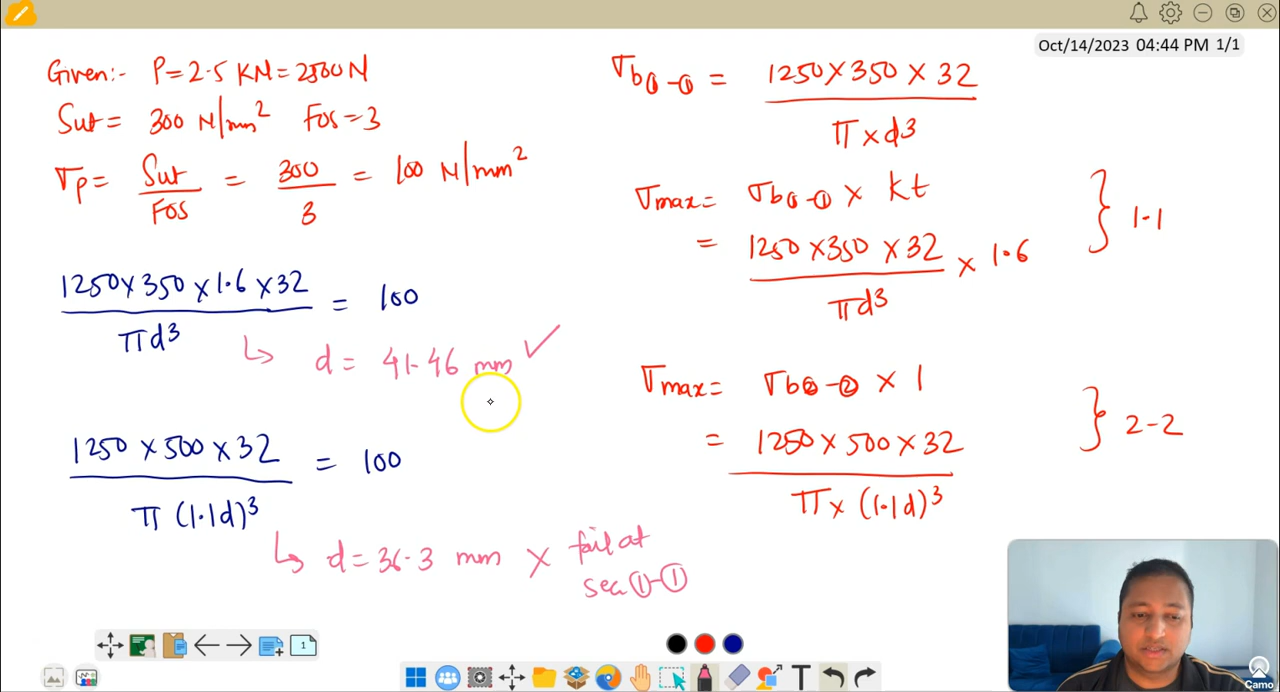 Oct/14/2023 04:44 PM 1/1
Given:- P=2.5 KN=2500N
Sut= 300 N/mm² FOS=3
σp= Sut/FOS = 300/3 = 100 N/mm²
1250×350×1.6×32/πd³ = 100
↳ d= 41.46 mm ✓
1250×500×32/π(1.1d)³ = 100
↳ d=36.3 mm × fail at
sec ①-①
σb①-① = 1250×350×32/π×d³
σmax= σb①-① × kt
= 1250×350×32/πd³ × 1.6 } 1-1
σmax= σb②-② × 1
= 1250×500×32/π×(1.1d)³ } 2-2
1
T
Camo